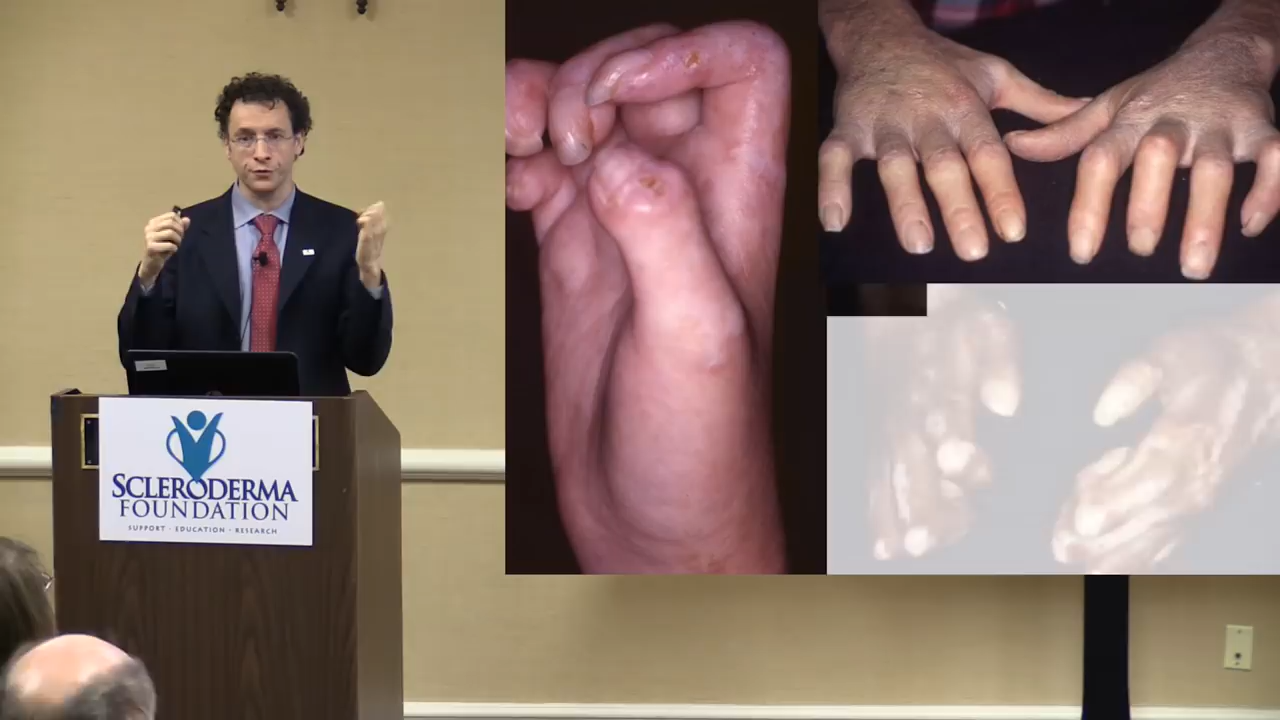 SCLERODERMA
FOUNDATION
SUPPORT · EDUCATION · RESEARCH